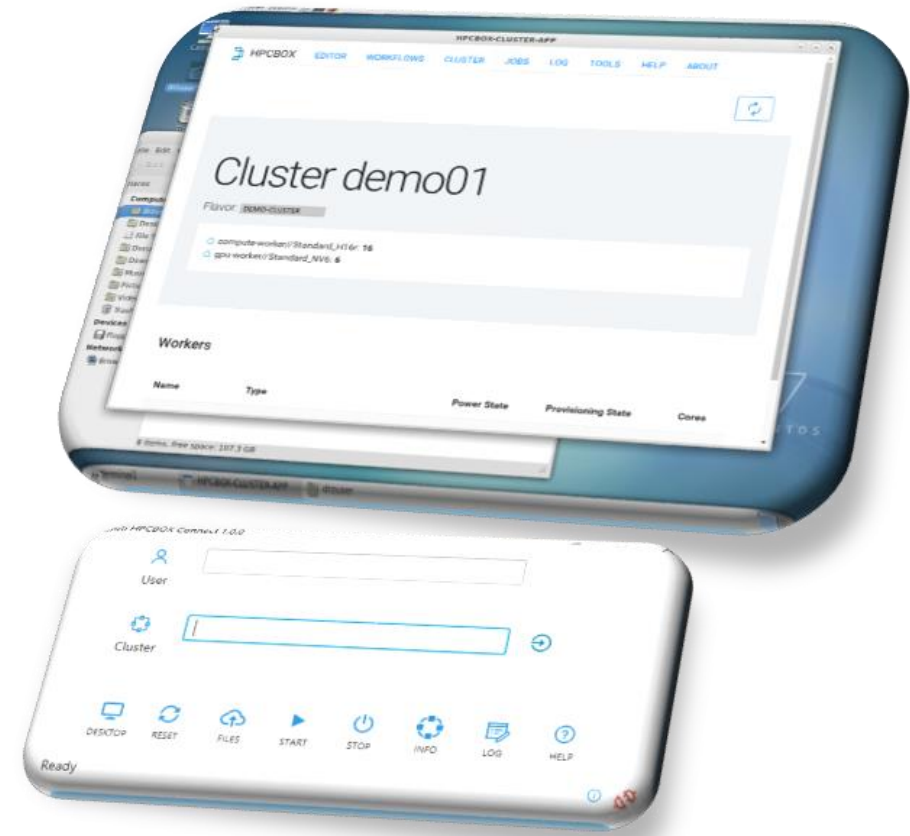 HPCBOX-CLUSTER-APP
HPCBOX EDITOR WORKFLOWS CLUSTER JOBS LOG TOOLS HELP ABOUT
Cluster demo01
Flavor: DEMO-CLUSTER
compute-worker//Standard_H16r: 16
gpu-worker//Standard_NV6: 6
Workers
Name Type Power State Provisioning State Cores
Edit
Devices
8 items, free space: 107.3 GB
HPCBOX-CLUSTER-APP
7
HPCBOX Connect 1.0.0
User
Cluster
DESKTOP RESET FILES START STOP INFO LOG HELP
Ready